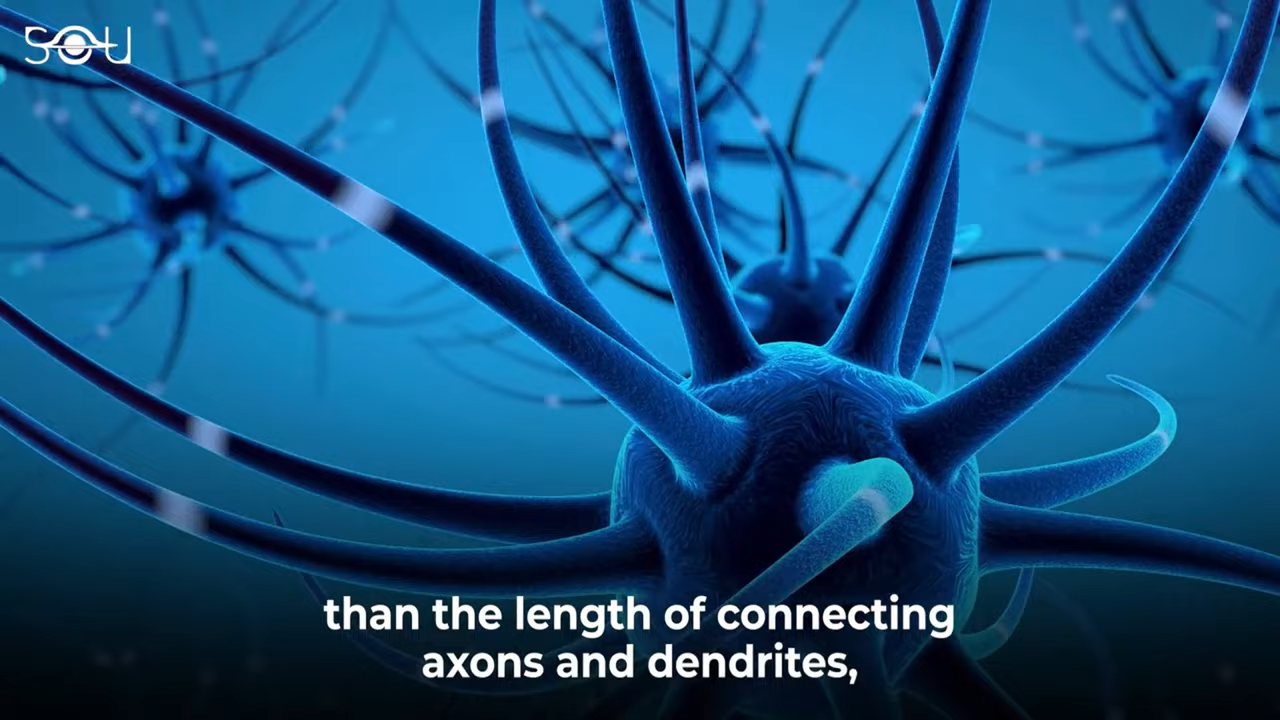 SOU
than the length of connecting
axons and dendrites,